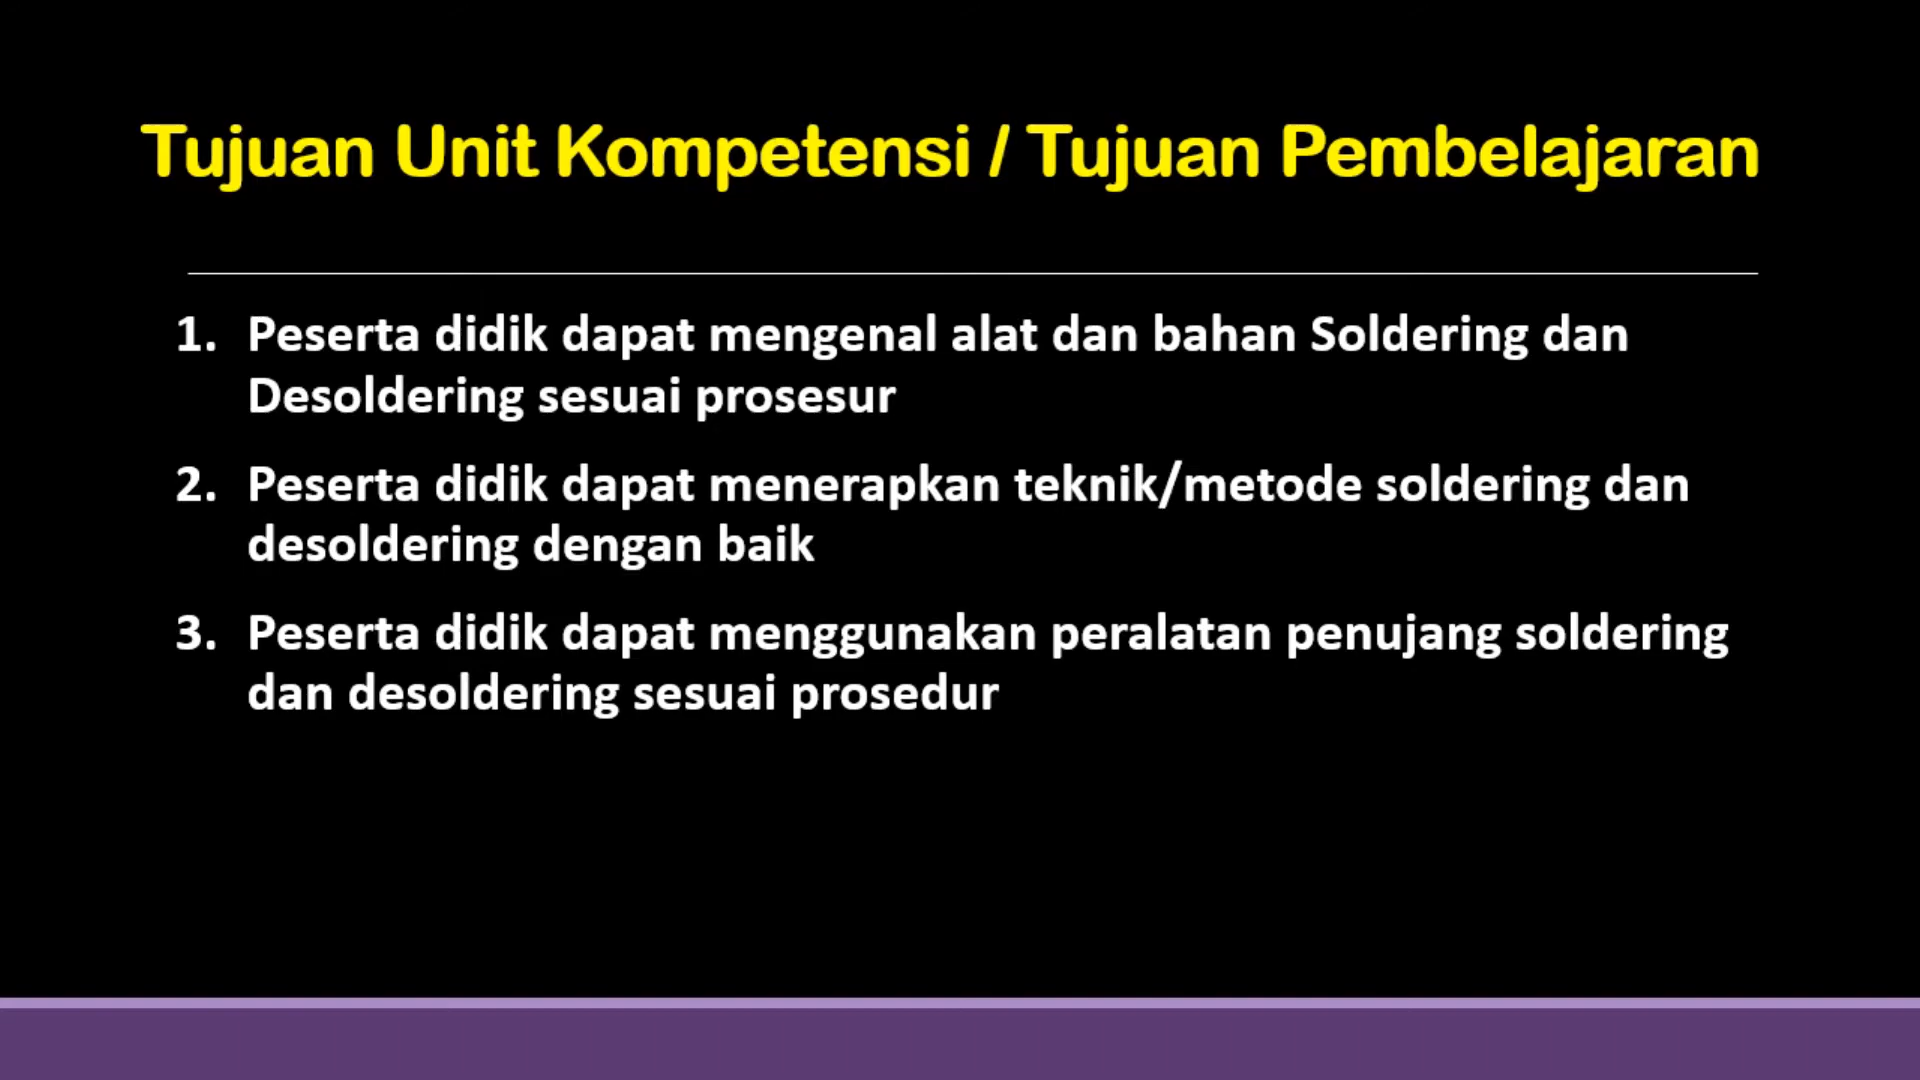 Tujuan Unit Kompetensi / Tujuan Pembelajaran
1. Peserta didik dapat mengenal alat dan bahan Soldering dan
Desoldering sesuai prosesur
2. Peserta didik dapat menerapkan teknik/metode soldering dan
desoldering dengan baik
3. Peserta didik dapat menggunakan peralatan penujang soldering
dan desoldering sesuai prosedur